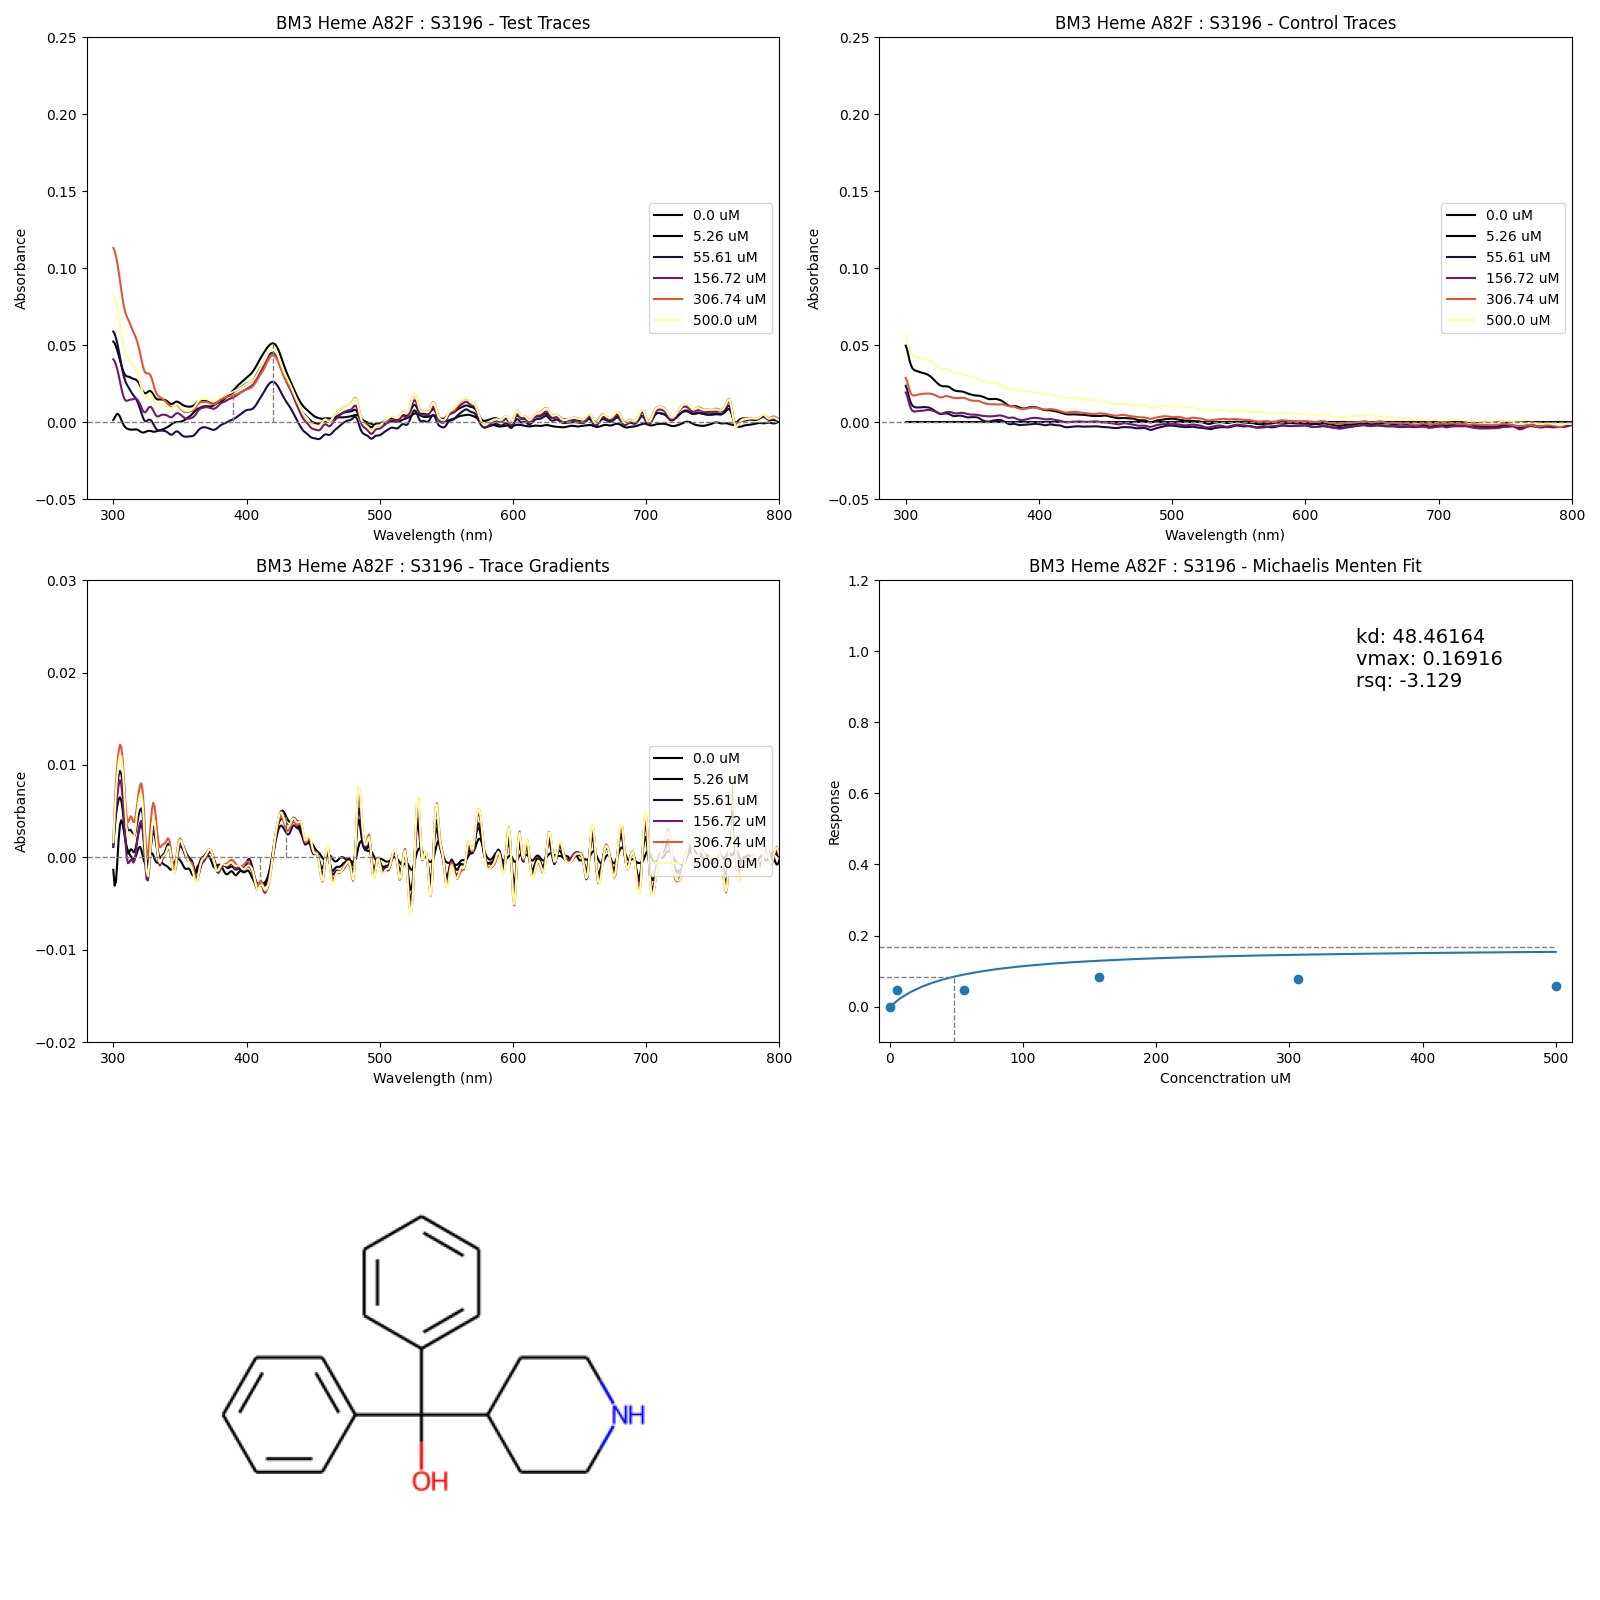 BM3 Heme A82F : S3196 - Test Traces
0.25
0.20
0.15
0.10
0.05
0.00
−0.05
Absorbance
300 400 500 600 700 800
Wavelength (nm)
0.0 uM
5.26 uM
55.61 uM
156.72 uM
306.74 uM
500.0 uM
BM3 Heme A82F : S3196 - Control Traces
0.25
0.20
0.15
0.10
0.05
0.00
−0.05
Absorbance
300 400 500 600 700 800
Wavelength (nm)
0.0 uM
5.26 uM
55.61 uM
156.72 uM
306.74 uM
500.0 uM
BM3 Heme A82F : S3196 - Trace Gradients
0.03
0.02
0.01
0.00
−0.01
−0.02
Absorbance
300 400 500 600 700 800
Wavelength (nm)
0.0 uM
5.26 uM
55.61 uM
156.72 uM
306.74 uM
500.0 uM
BM3 Heme A82F : S3196 - Michaelis Menten Fit
1.2
1.0
0.8
0.6
0.4
0.2
0.0
Response
kd: 48.46164
vmax: 0.16916
rsq: -3.129
0 100 200 300 400 500
Concenctration uM
NH
OH